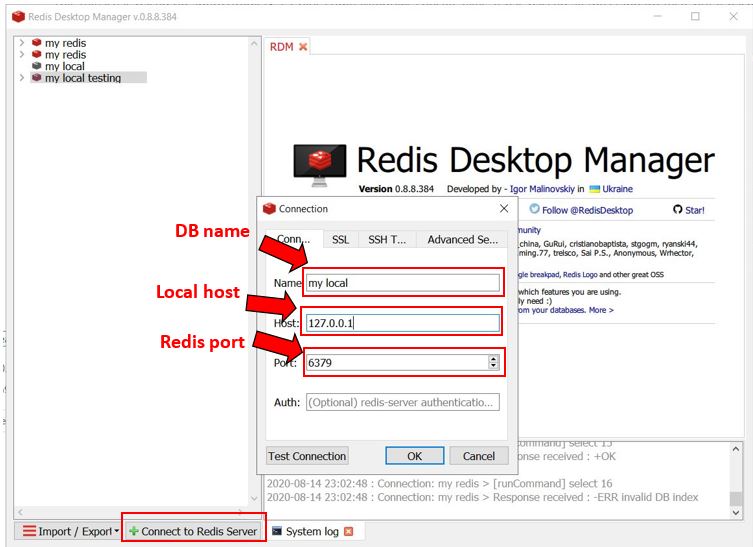 Redis Desktop Manager v.0.8.8.384
my redis
my redis
my local
my local testing
RDM
Redis Desktop Manager
Version 0.8.8.384 Developed by - Igor Malinovskiy in Ukraine
Follow @RedisDesktop Star!
munity
china, GuRui, cristianobaptista, stgogm, ryanski44,
ming.77, trelsco, Sai P.S., Anonymous, Wrhector,
gle breakpad, Redis Logo and other great OSS
which features you are using.
ly need :)
om your databases. More >
Connection
Conn... SSL SSH T... Advanced Se...
DB name
Name
my local
Local host
Host:
127.0.0.1
Redis port
Port:
6379
Auth:
(Optional) redis-server authenticatio...
Test Connection OK Cancel
ommand] select 15
onse received : +OK
2020-08-14 23:02:48 : Connection: my redis > [runCommand] select 16
2020-08-14 23:02:48 : Connection: my redis > Response received : -ERR invalid DB index
Import / Export
Connect to Redis Server
System log